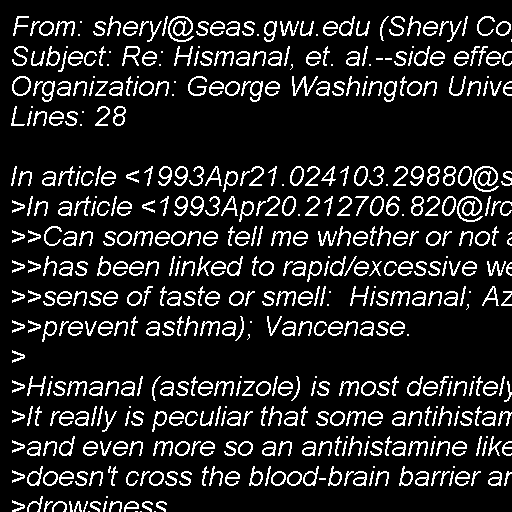 From: sheryl@seas.gwu.edu (Sheryl Co
Subject: Re: Hismanal, et. al.--side effec
Organization: George Washington Unive
Lines: 28

In article <1993Apr21.024103.29880@s
>In article <1993Apr20.212706.820@lrc
>>Can someone tell me whether or not a
>>has been linked to rapid/excessive we
>>sense of taste or smell:  Hismanal; Az
>>prevent asthma); Vancenase.
>
>Hismanal (astemizole) is most definitely
>It really is peculiar that some antihistam
>and even more so an antihistamine like
>doesn't cross the blood-brain barrier an
>drowsiness